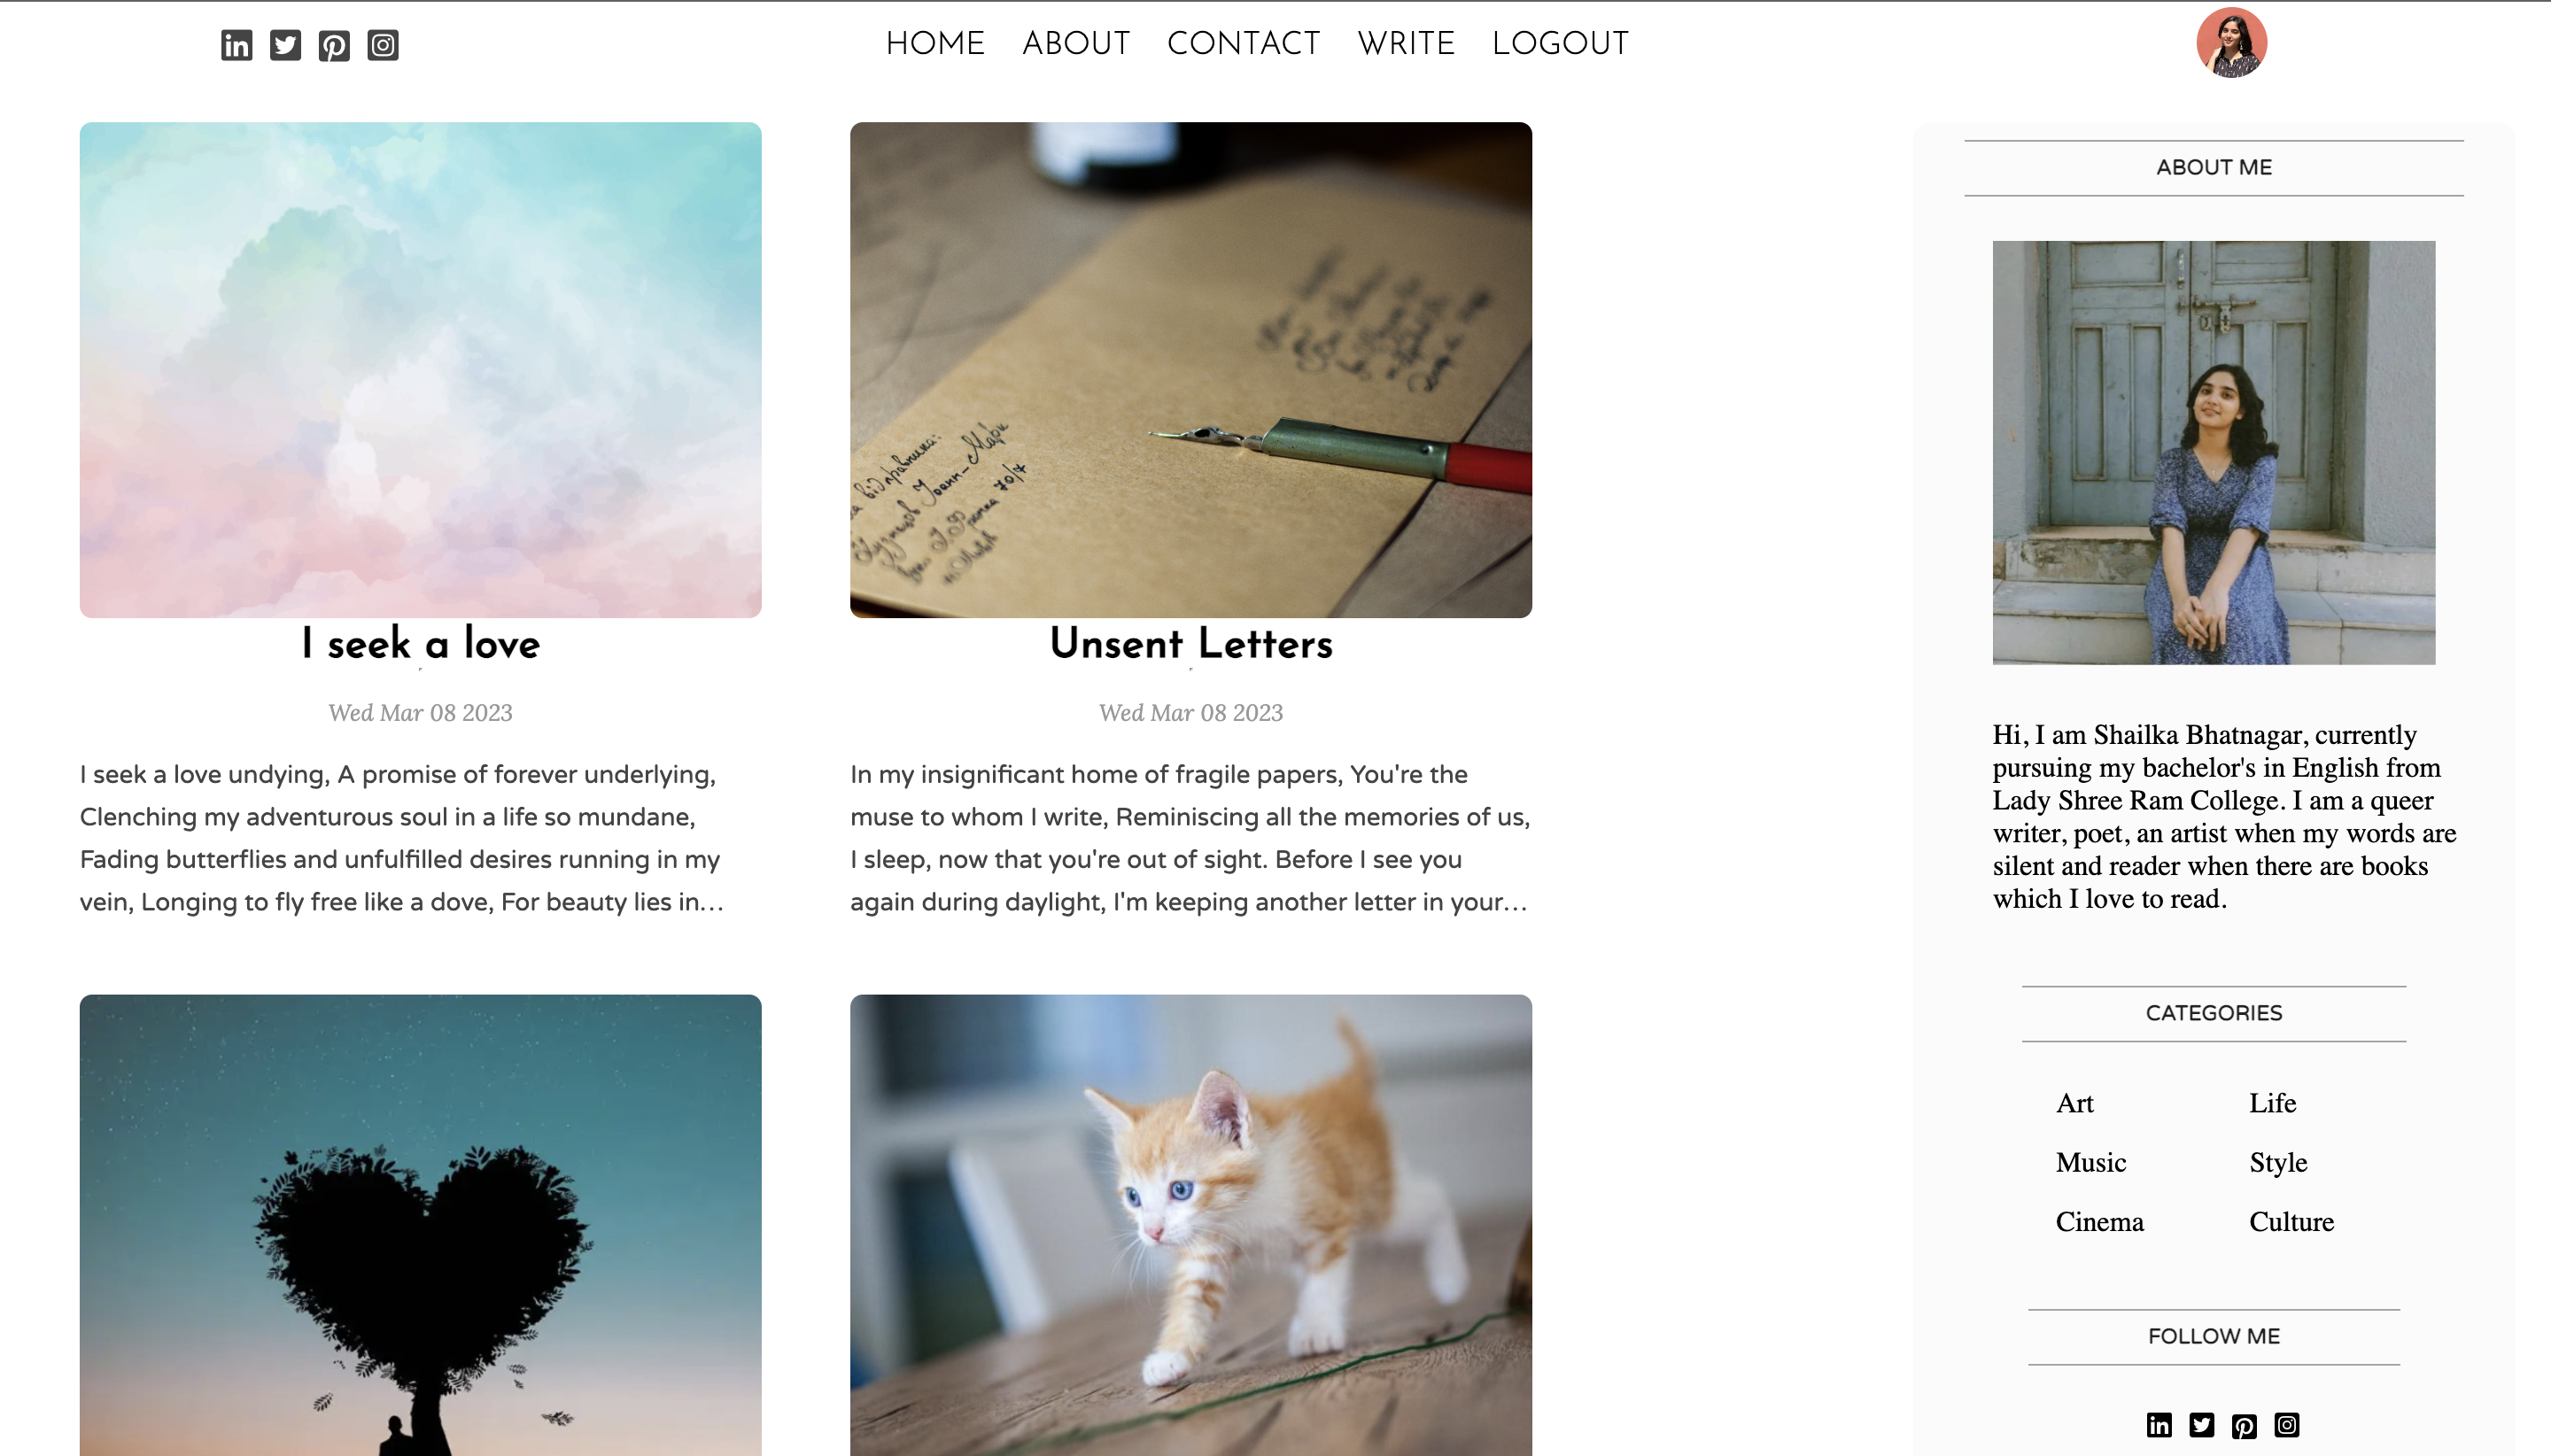 HOME ABOUT CONTACT WRITE LOGOUT
I seek a love
Wed Mar 08 2023
I seek a love undying, A promise of forever underlying,
Clenching my adventurous soul in a life so mundane,
Fading butterflies and unfulfilled desires running in my
vein, Longing to fly free like a dove, For beauty lies in...
Unsent Letters
Wed Mar 08 2023
In my insignificant home of fragile papers, You're the
muse to whom I write, Reminiscing all the memories of us,
I sleep, now that you're out of sight. Before I see you
again during daylight, I'm keeping another letter in your...
ABOUT ME
Hi, I am Shailka Bhatnagar, currently
pursuing my bachelor's in English from
Lady Shree Ram College. I am a queer
writer, poet, an artist when my words are
silent and reader when there are books
which I love to read.
CATEGORIES
Art Life
Music Style
Cinema Culture
FOLLOW ME